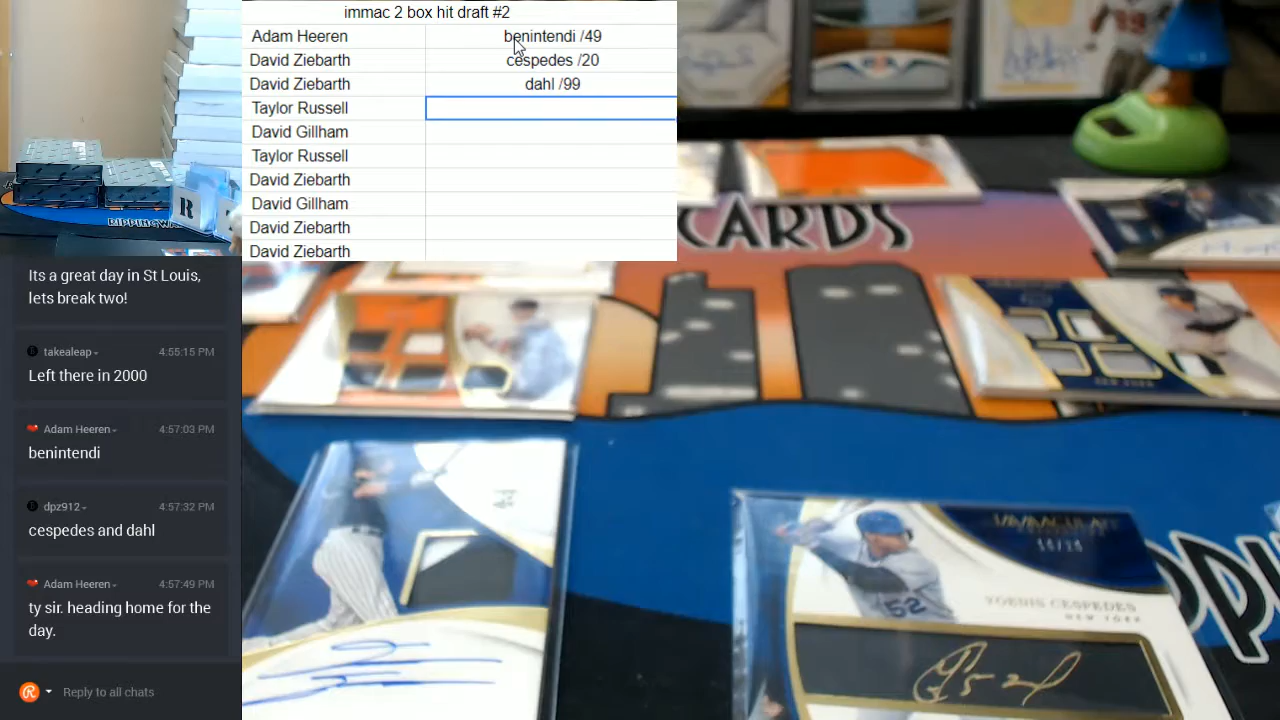 immac 2 box hit draft #2
Adam Heeren benintendi /49
David Ziebarth cespedes /20
David Ziebarth dahl /99
Taylor Russell
David Gillham
Taylor Russell
David Ziebarth
David Gillham
David Ziebarth
David Ziebarth
Its a great day in St Louis,
lets break two!
takealeap 4:55:15 PM
Left there in 2000
Adam Heeren 4:57:03 PM
benintendi
dpz912 4:57:32 PM
cespedes and dahl
Adam Heeren 4:57:49 PM
ty sir. heading home for the
day.
Reply to all chats
R
CARDS
NEW YORK
IMMACULATE
YOENIS CESPEDES
NEW YORK
52